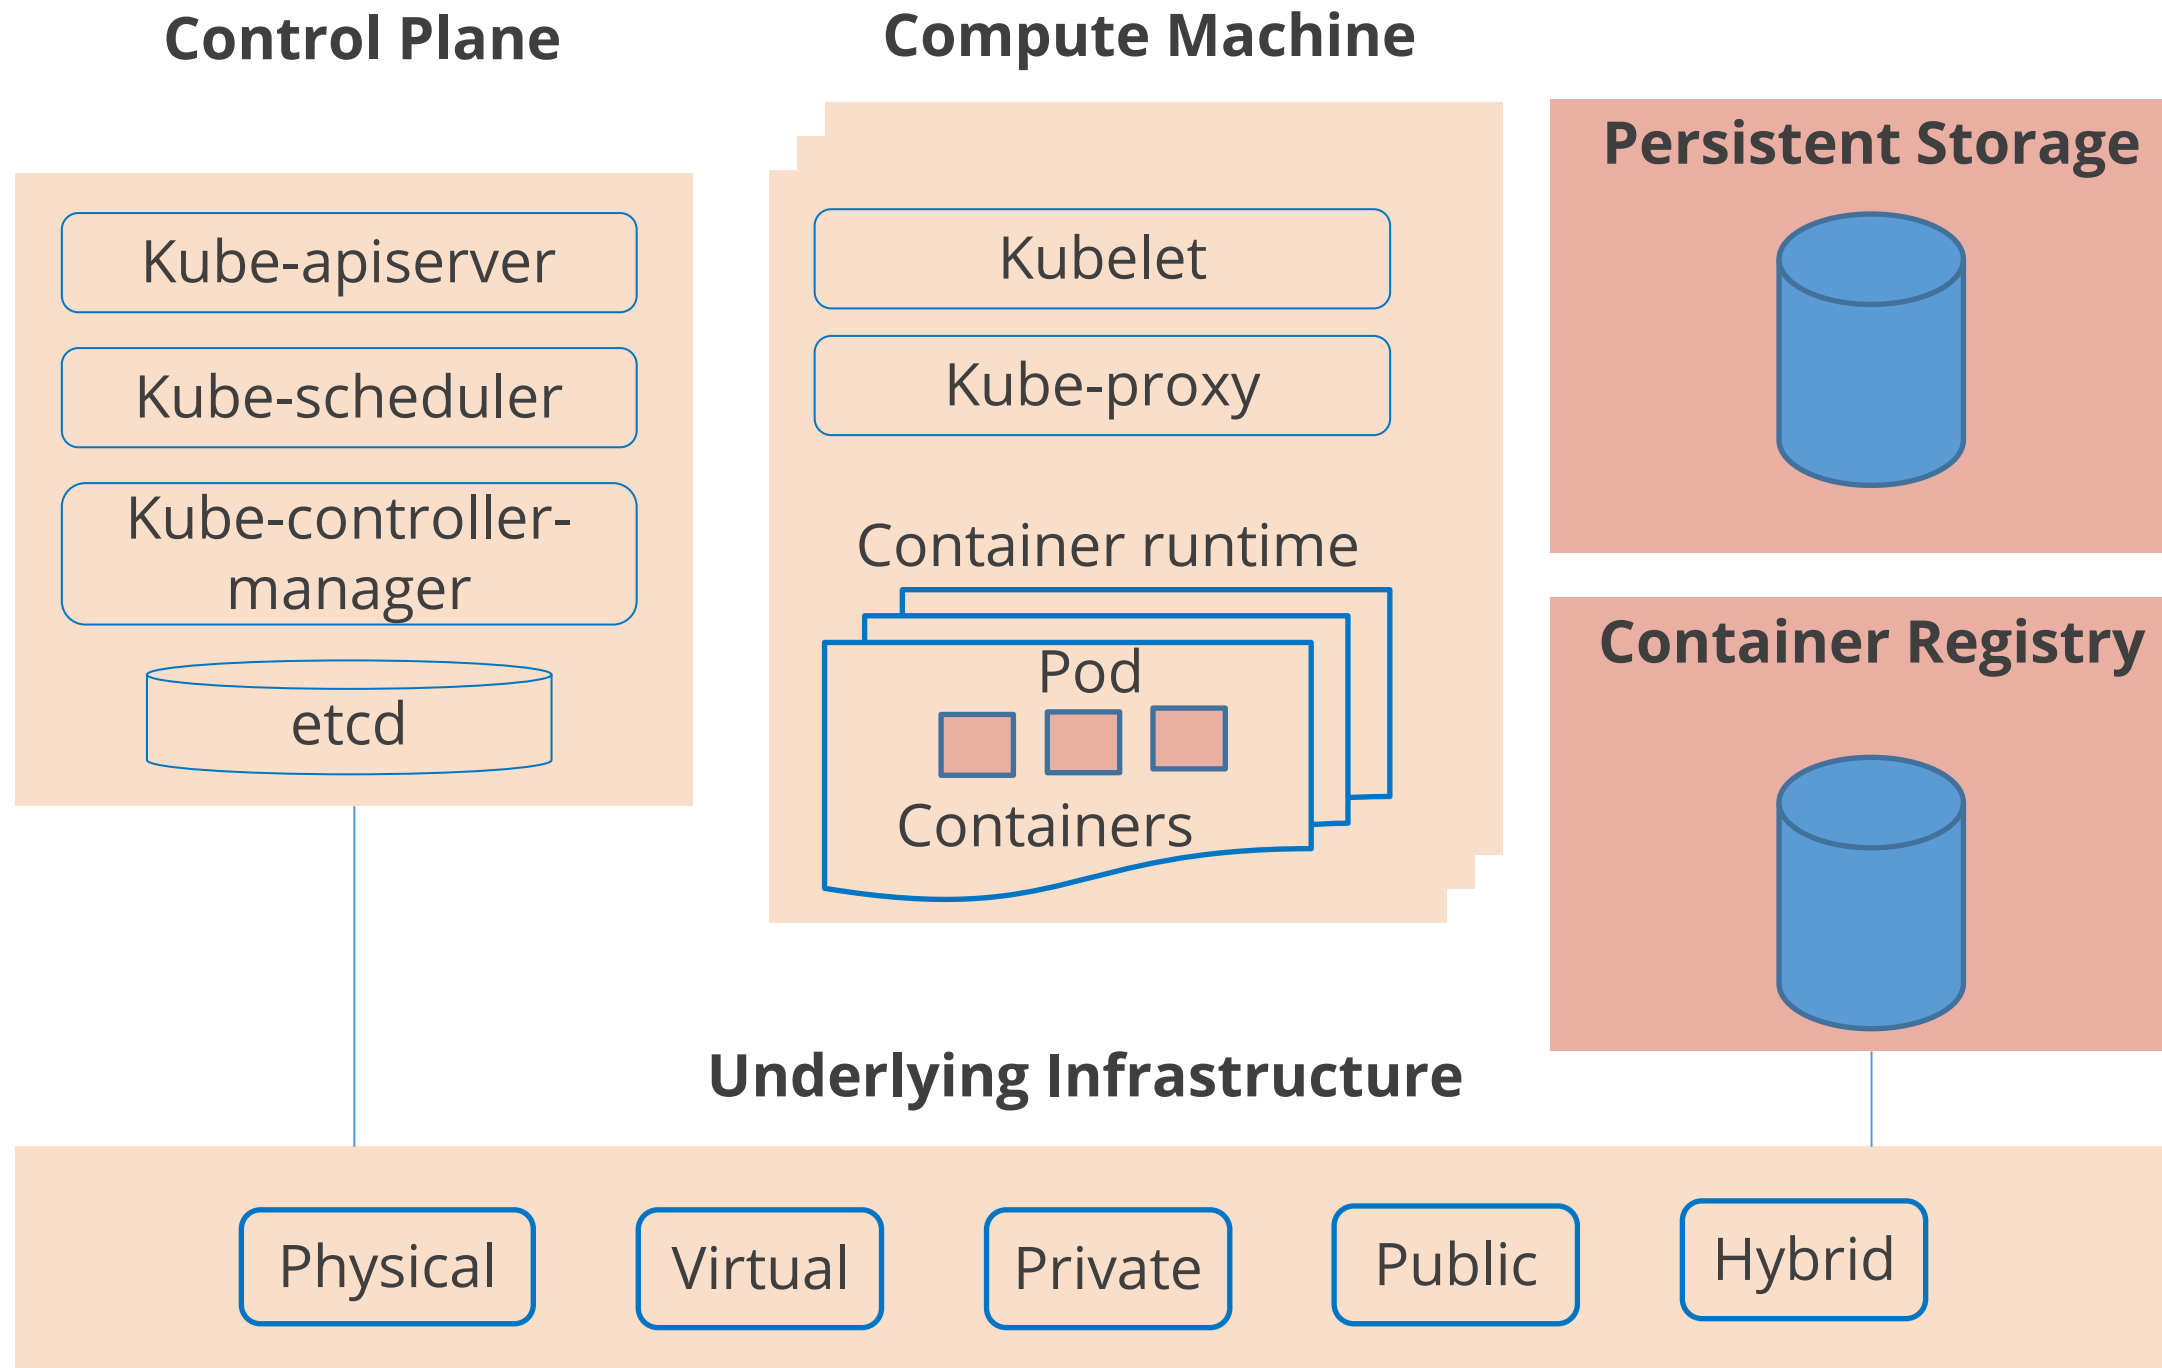 Control Plane
Kube-apiserver
Kube-scheduler
Kube-controller-
manager
etcd
Compute Machine
Kubelet
Kube-proxy
Container runtime
Pod
Containers
Persistent Storage
Container Registry
Underlying Infrastructure
Physical
Virtual
Private
Public
Hybrid